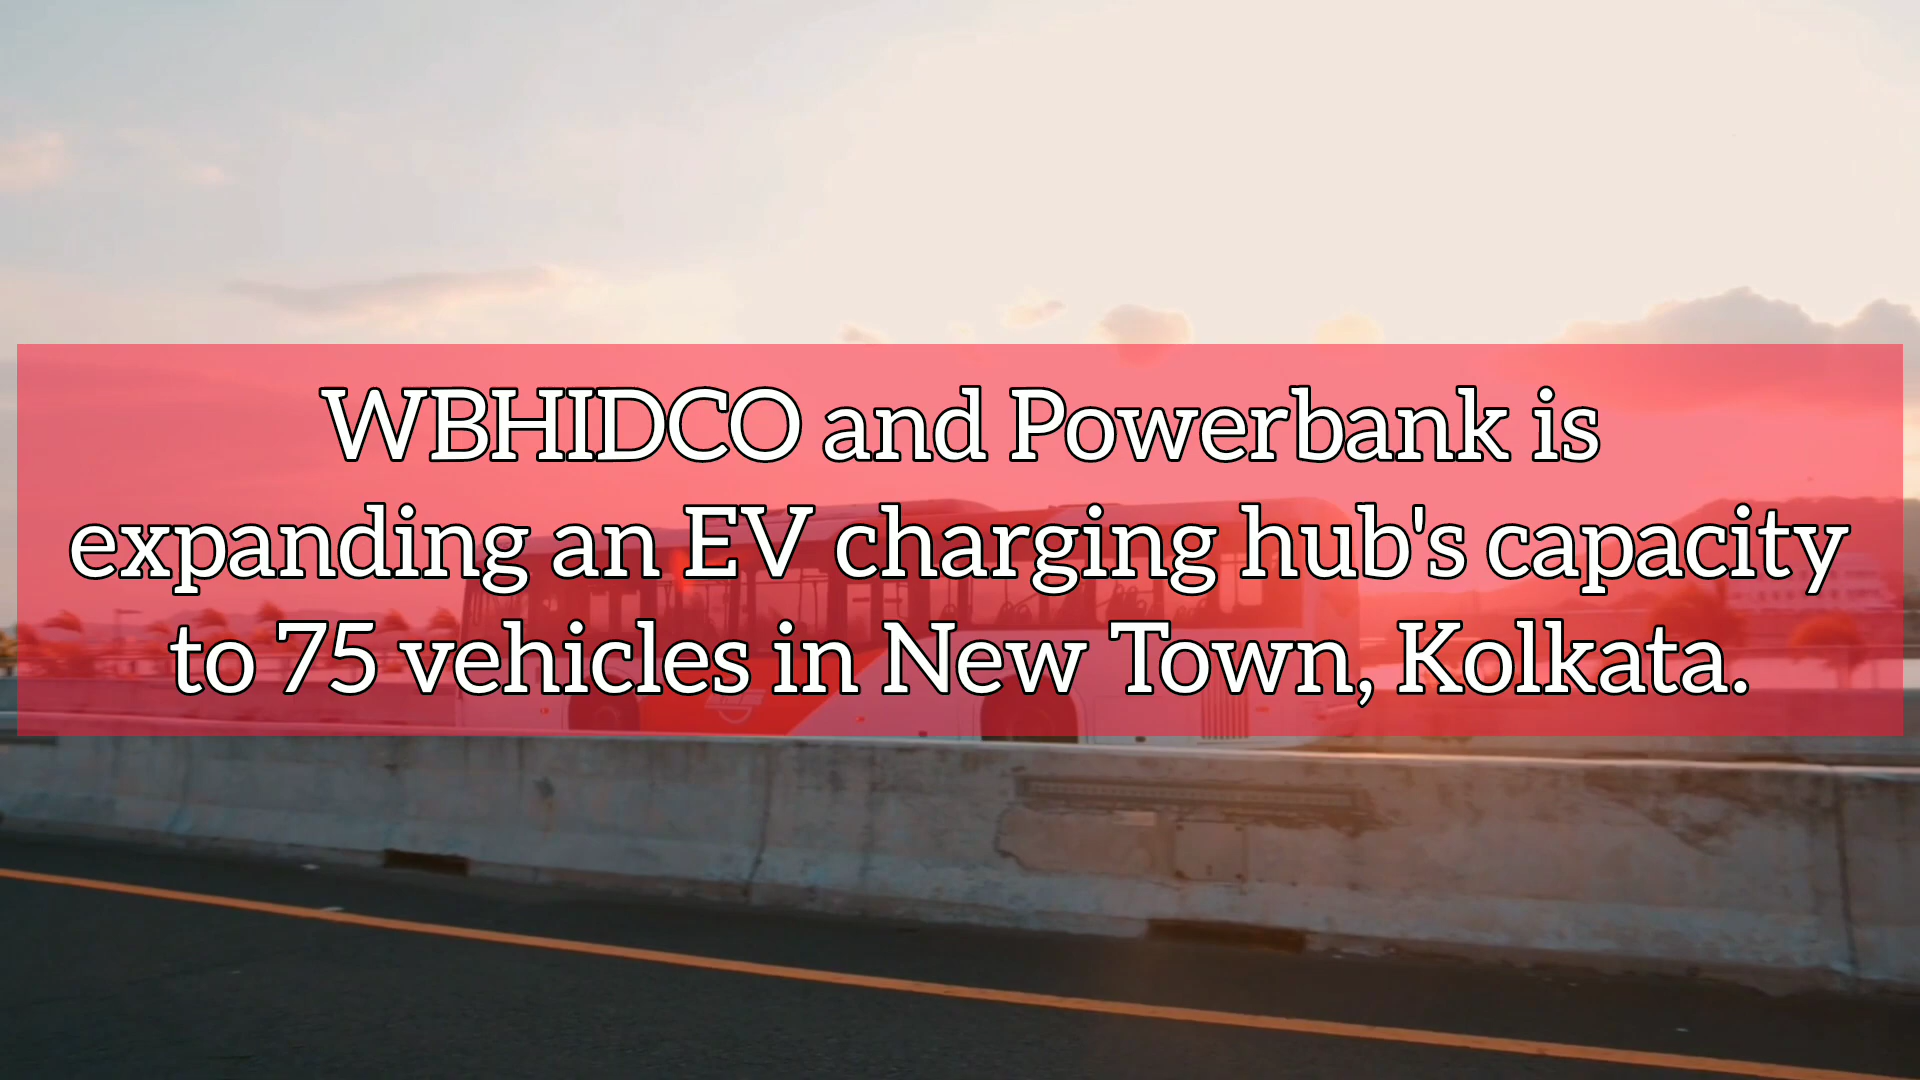 WBHIDCO and Powerbank is
expanding an EV charging hub's capacity
to 75 vehicles in New Town, Kolkata.